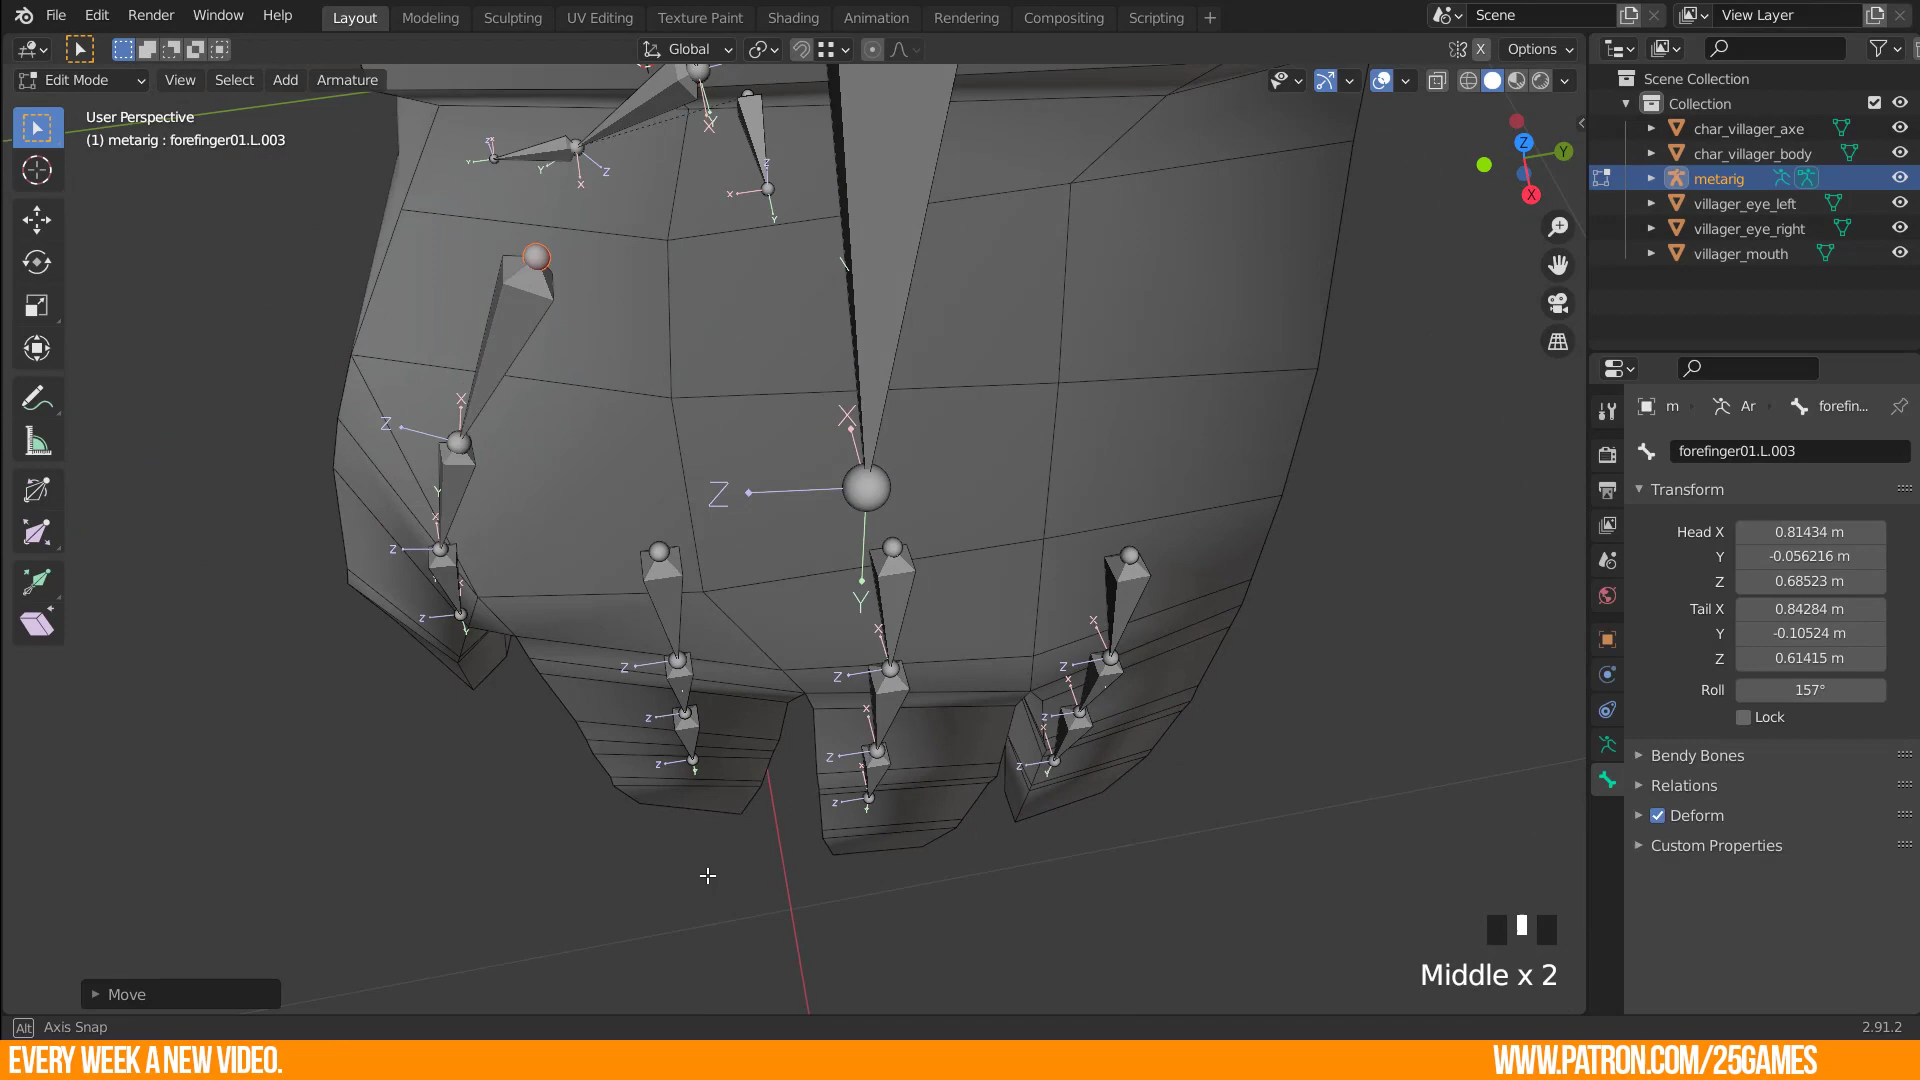 File Edit Render Window Help
Layout Modeling Sculpting UV Editing Texture Paint Shading Animation Rendering Compositing Scripting +
Scene
View Layer
Global
X
Options
Edit Mode View Select Add Armature
User Perspective
(1) metarig : forefinger01.L.003
Scene Collection
Collection
char_villager_axe
char_villager_body
metarig
villager_eye_left
villager_eye_right
villager_mouth
Z
Y
X
m
Ar
forefin...
forefinger01.L.003
Transform
Head X 0.81434 m
Y -0.056216 m
Z 0.68523 m
Tail X 0.84284 m
Y -0.10524 m
Z 0.61415 m
Roll 157°
Lock
Bendy Bones
Relations
Deform
Custom Properties
Middle x 2
Move
Alt Axis Snap
2.91.2
EVERY WEEK A NEW VIDEO.
WWW.PATRON.COM/25GAMES